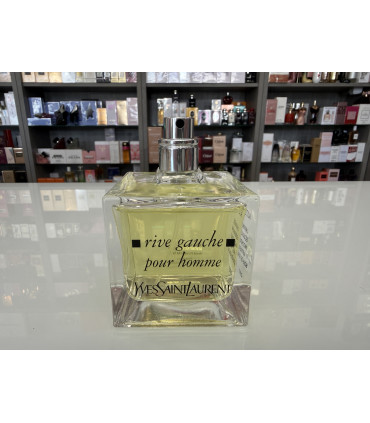 rive gauche
pour homme
YVESSAINTLAURENT